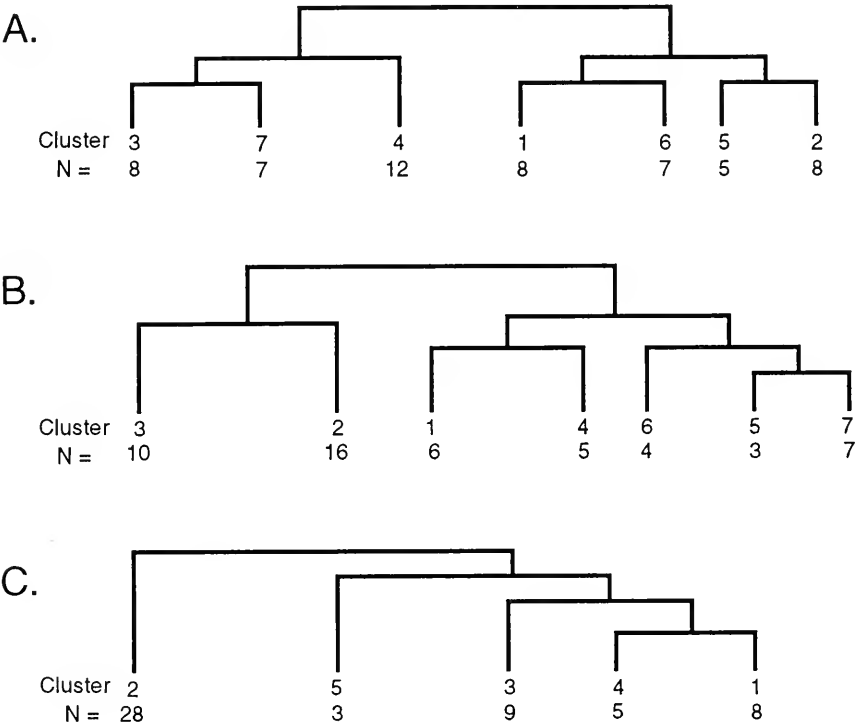 A.
Cluster 3 7 4 1 6 5 2
N = 8 7 12 8 7 5 8
B.
Cluster 3 2 1 4 6 5 7
N = 10 16 6 5 4 3 7
C.
Cluster 2 5 3 4 1
N = 28 3 9 5 8